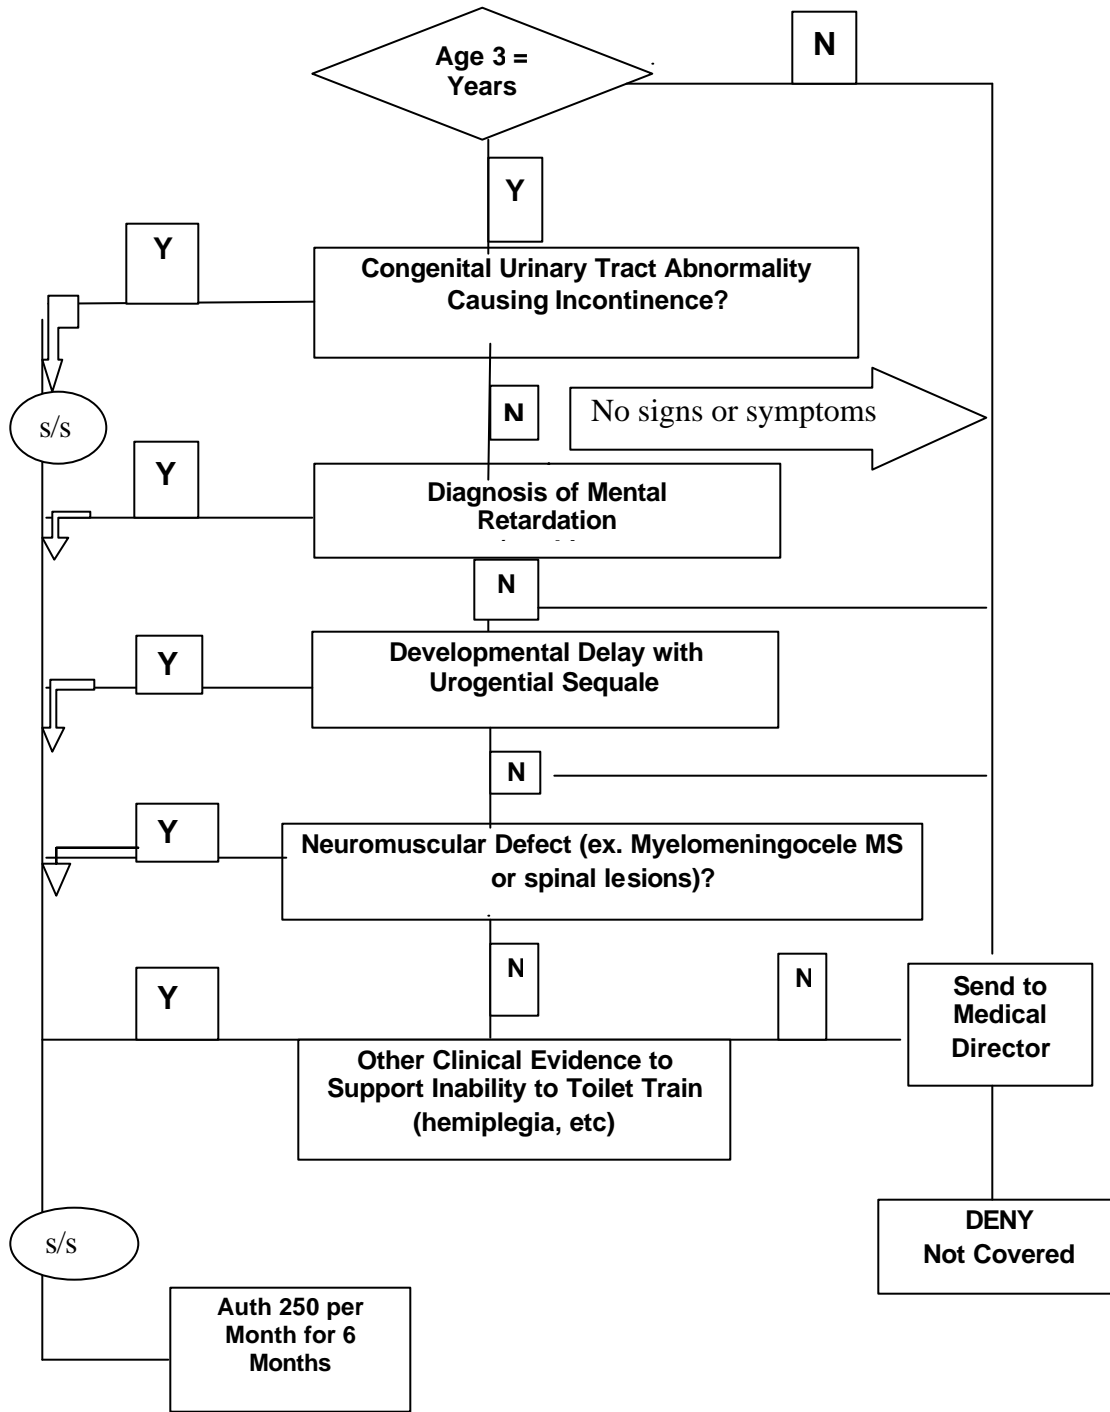 Age 3 =
Years
N
Y
Y
Congenital Urinary Tract Abnormality
Causing Incontinence?
s/s
N
No signs or symptoms
Y
Diagnosis of Mental
Retardation
N
Y
Developmental Delay with
Urogential Sequale
N
Y
Neuromuscular Defect (ex. Myelomeningocele MS
or spinal lesions)?
Y
N
N
Send to
Medical
Director
Other Clinical Evidence to
Support Inability to Toilet Train
(hemiplegia, etc)
s/s
DENY
Not Covered
Auth 250 per
Month for 6
Months